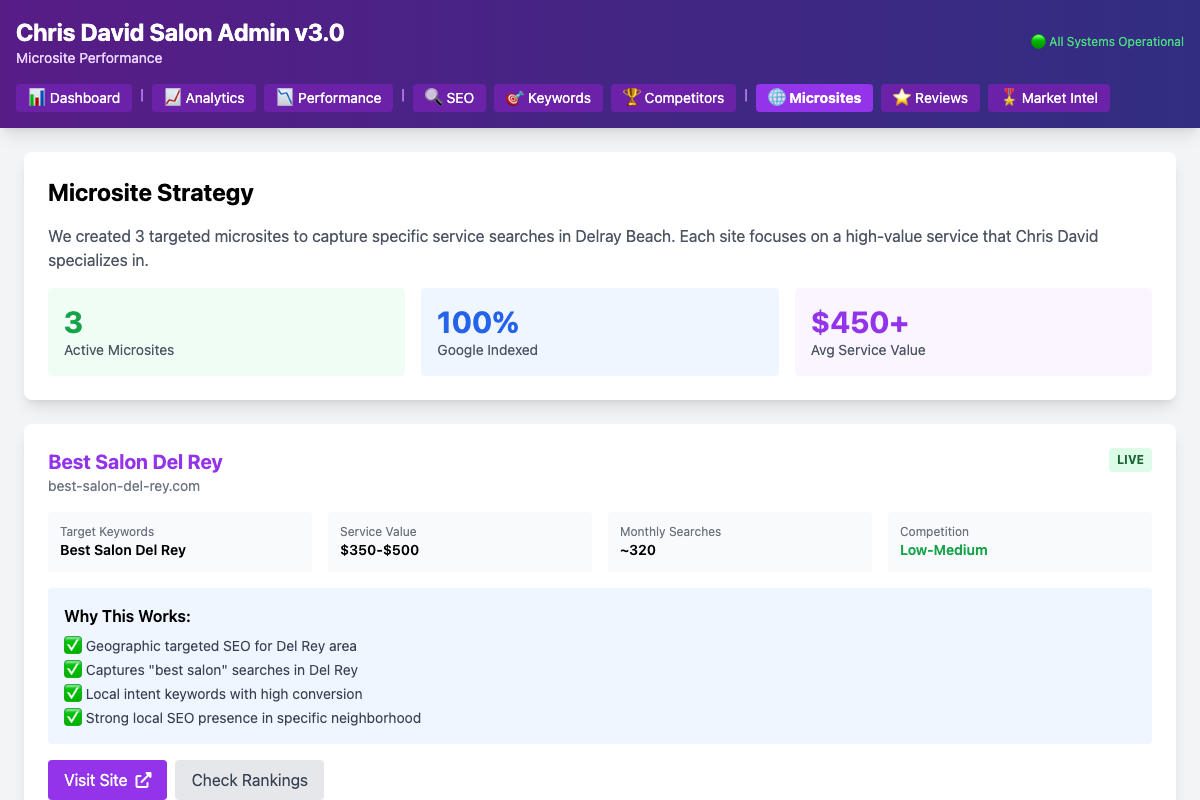 Chris David Salon Admin v3.0
Microsite Performance
All Systems Operational
Dashboard | Analytics Performance | SEO Keywords Competitors | Microsites Reviews Market Intel
Microsite Strategy
We created 3 targeted microsites to capture specific service searches in Delray Beach. Each site focuses on a high-value service that Chris David
specializes in.
3
Active Microsites
100%
Google Indexed
$450+
Avg Service Value
Best Salon Del Rey
LIVE
best-salon-del-rey.com
Target Keywords
Best Salon Del Rey
Service Value
$350-$500
Monthly Searches
~320
Competition
Low-Medium
Why This Works:
✅ Geographic targeted SEO for Del Rey area
✅ Captures "best salon" searches in Del Rey
✅ Local intent keywords with high conversion
✅ Strong local SEO presence in specific neighborhood
Visit Site
Check Rankings